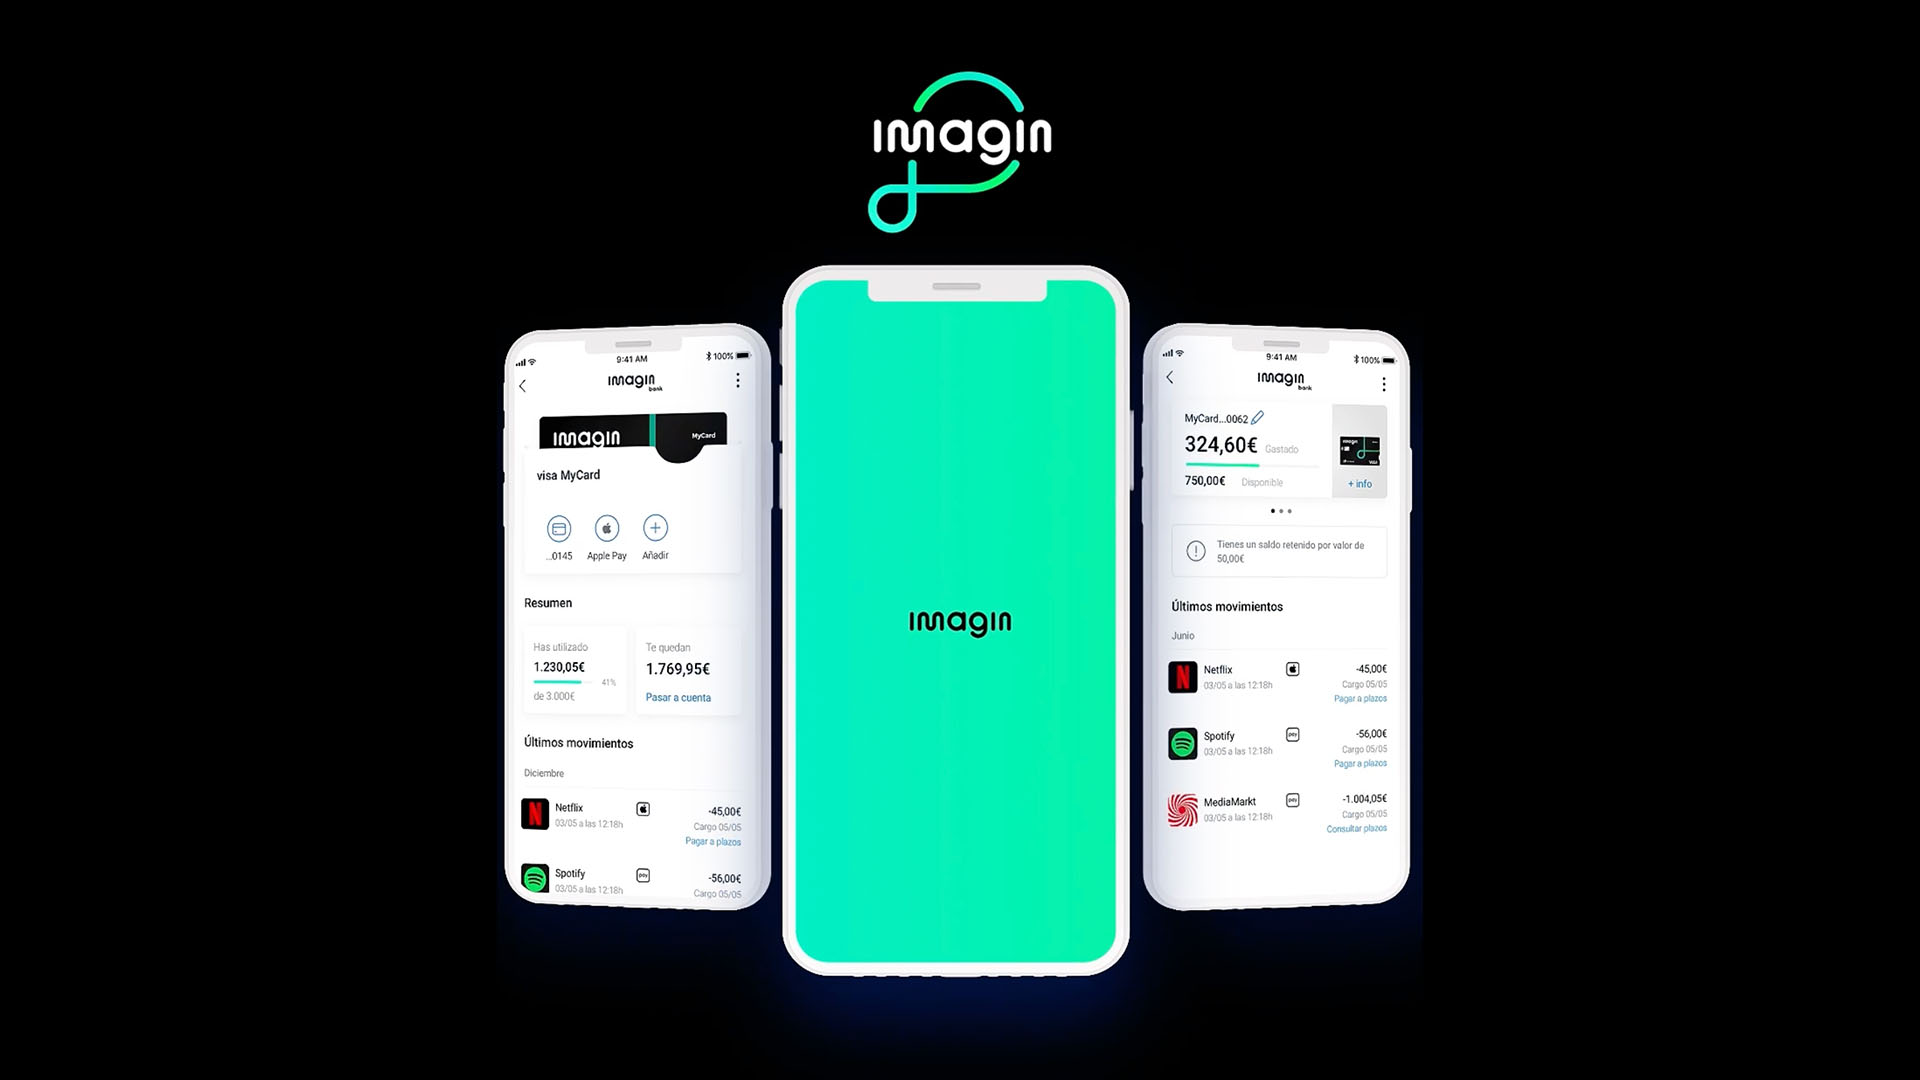 imagin
9:41 AM
100%
imagin
bank
imagin
MyCard
visa MyCard
...0145
Apple Pay
Añadir
Resumen
Has utilizado
1.230,05€
41%
de 3.000€
Te quedan
1.769,95€
Pasar a cuenta
Últimos movimientos
Diciembre
Netflix
-45,00€
03/05 a las 12:18h
Cargo 05/05
Pagar a plazos
Spotify
pay
-56,00€
03/05 a las 12:18h
Cargo 05/05
imagin
9:41 AM
100%
imagin
bank
MyCard...0062
324,60€ Gastado
750,00€ Disponible
imagin
VISA
+ info
Tienes un saldo retenido por valor de
50,00€
Últimos movimientos
Junio
Netflix
-45,00€
03/05 a las 12:18h
Cargo 05/05
Pagar a plazos
Spotify
pay
-56,00€
03/05 a las 12:18h
Cargo 05/05
Pagar a plazos
MediaMarkt
pay
-1.004,05€
03/05 a las 12:18h
Cargo 05/05
Consultar plazos